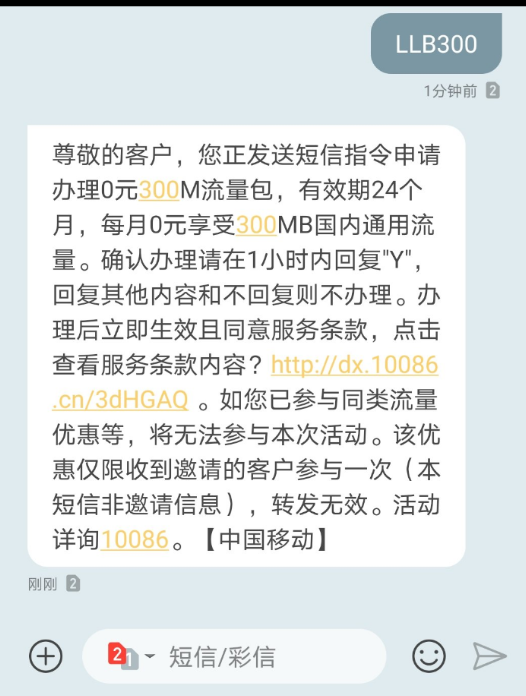 LLB300
1分钟前 2
尊敬的客户，您正发送短信指令申请
办理0元300M流量包，有效期24个
月，每月0元享受300MB国内通用流
量。确认办理请在1小时内回复"Y"，
回复其他内容和不回复则不办理。办
理后立即生效且同意服务条款，点击
查看服务条款内容？http://dx.10086
.cn/3dHGAQ 。如您已参与同类流量
优惠等，将无法参与本次活动。该优
惠仅限收到邀请的客户参与一次（本
短信非邀请信息），转发无效。活动
详询10086。【中国移动】
刚刚 2
2 1 短信/彩信